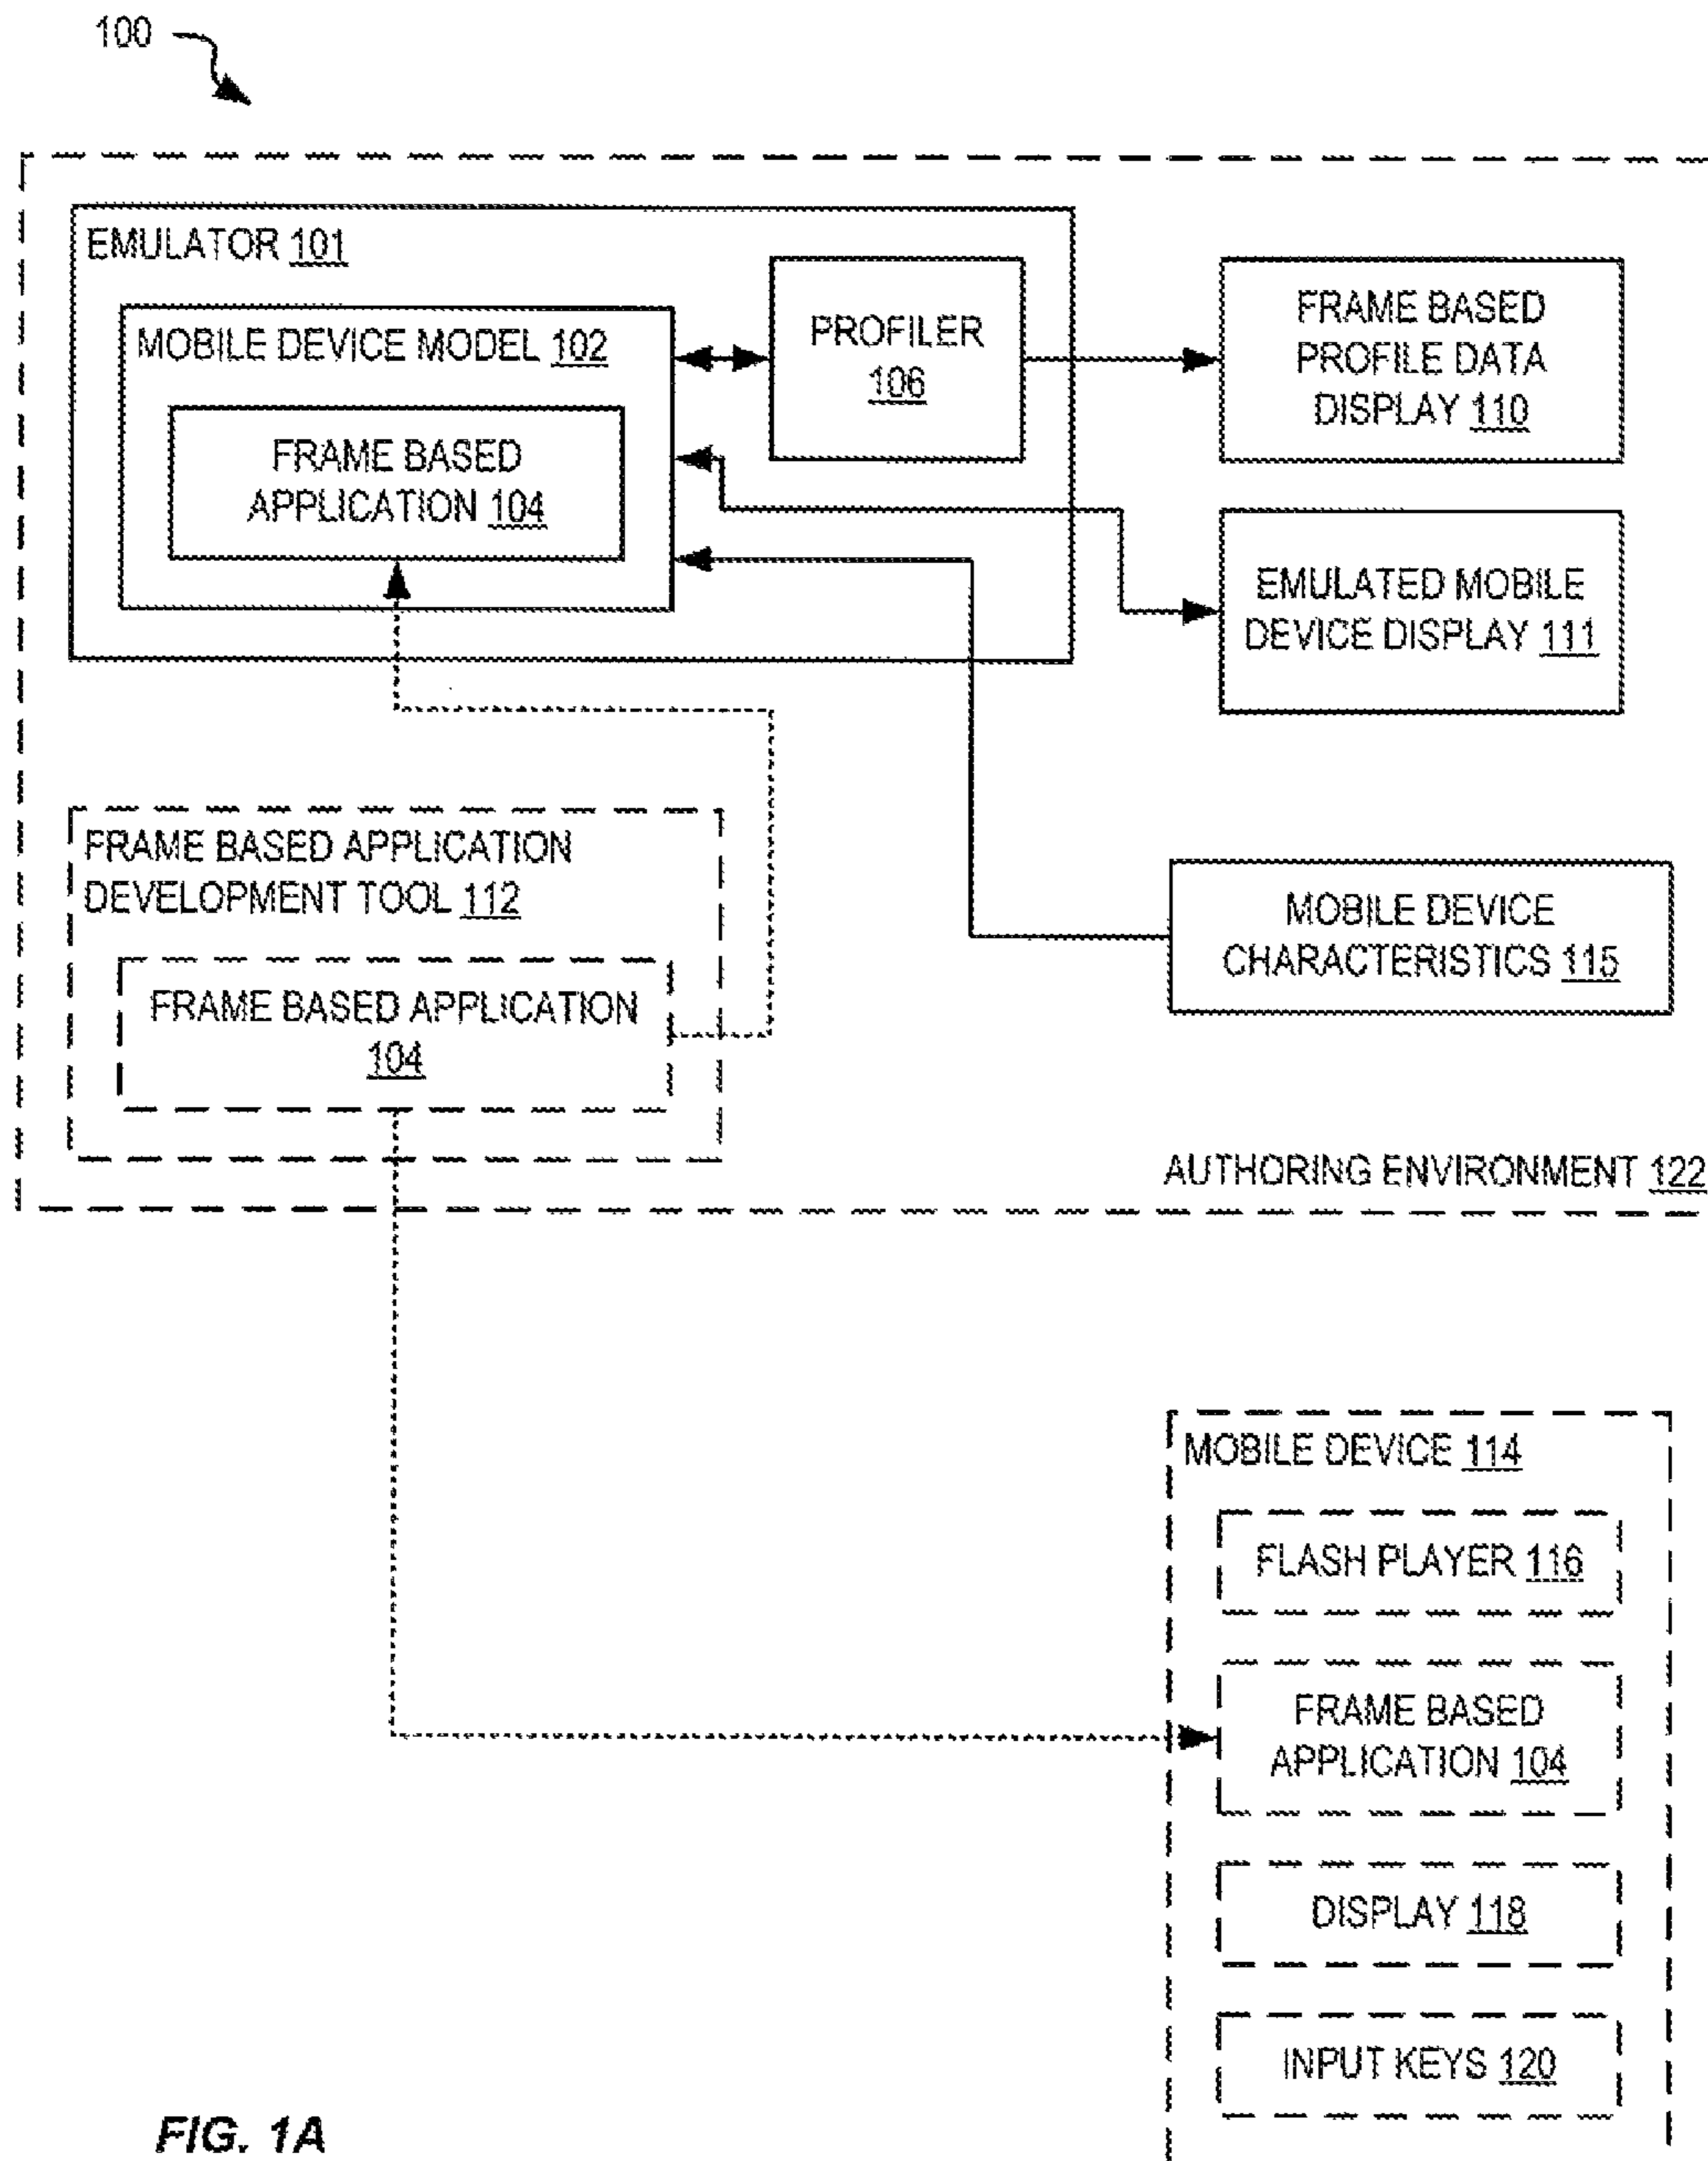 100
EMULATOR 101
MOBILE DEVICE MODEL 102
FRAME BASED
APPLICATION 104
PROFILER
106
FRAME BASED
PROFILE DATA
DISPLAY 110
EMULATED MOBILE
DEVICE DISPLAY 111
FRAME BASED APPLICATION
DEVELOPMENT TOOL 112
FRAME BASED APPLICATION
104
MOBILE DEVICE
CHARACTERISTICS 115
AUTHORING ENVIRONMENT 122
MOBILE DEVICE 114
FLASH PLAYER 116
FRAME BASED
APPLICATION 104
DISPLAY 118
INPUT KEYS 120
FIG. 1A